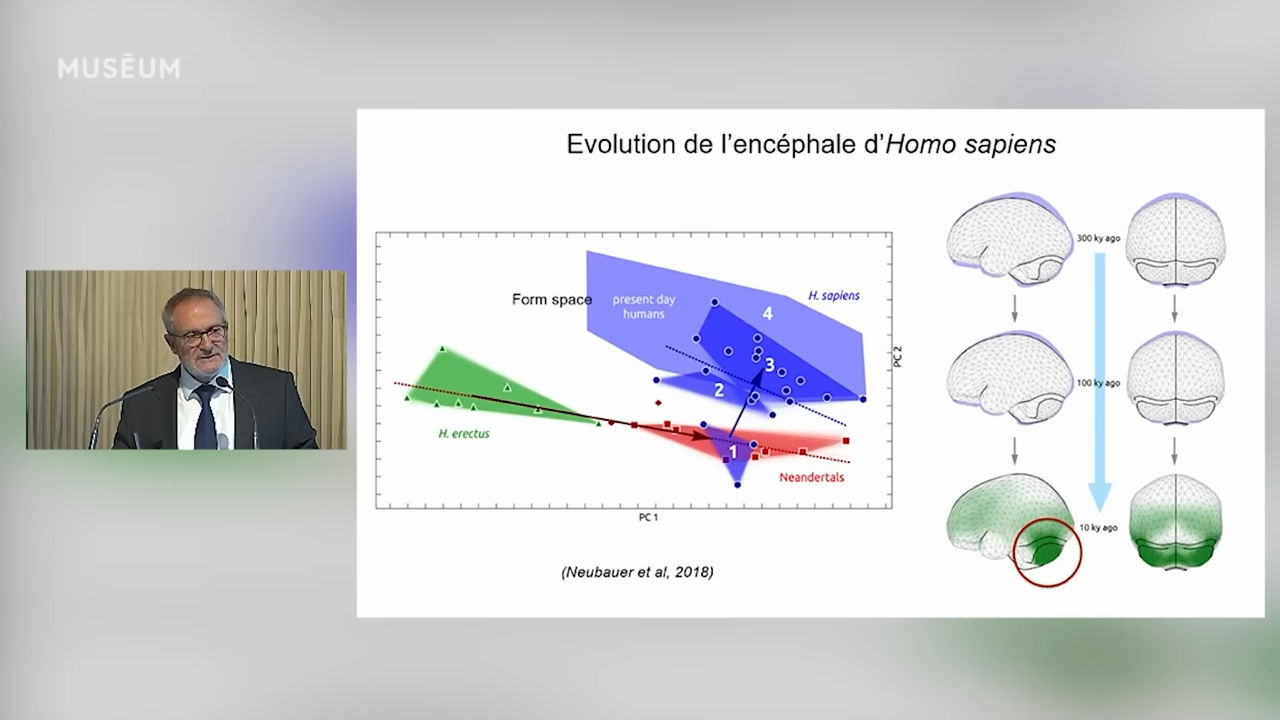 MUSĒUM
Evolution de l'encéphale d'Homo sapiens
Form space
present day
humans
H. sapiens
4
3
2
1
H. erectus
Neandertals
PC 1
PC 2
(Neubauer et al, 2018)
300 ky ago
100 ky ago
10 ky ago